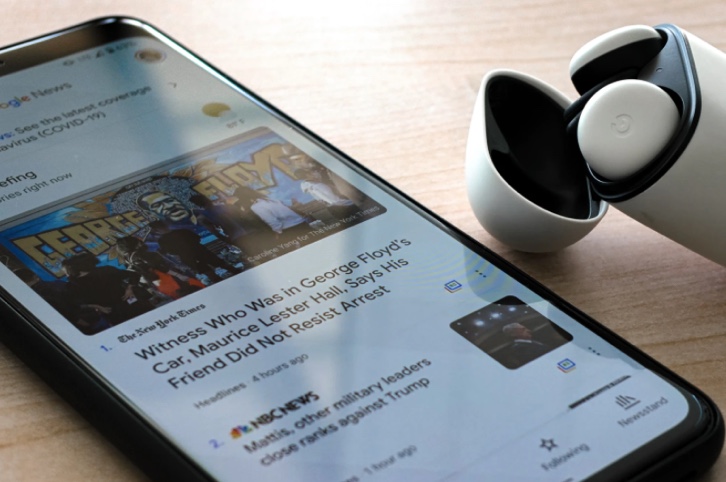 ogle News
ws: See the latest coverage
navirus (COVID-19)
efing
ories right now
GEORGE FLOYD
Caroline Yang for The New York Times
The New York Times
1. Witness Who Was in George Floyd's
Car, Maurice Lester Hall, Says His
Friend Did Not Resist Arrest
Headlines 4 hours ago
2. NBC NEWS
Mattis, other military leaders
close ranks against Trump
1 hour ago
Following
Newsstand